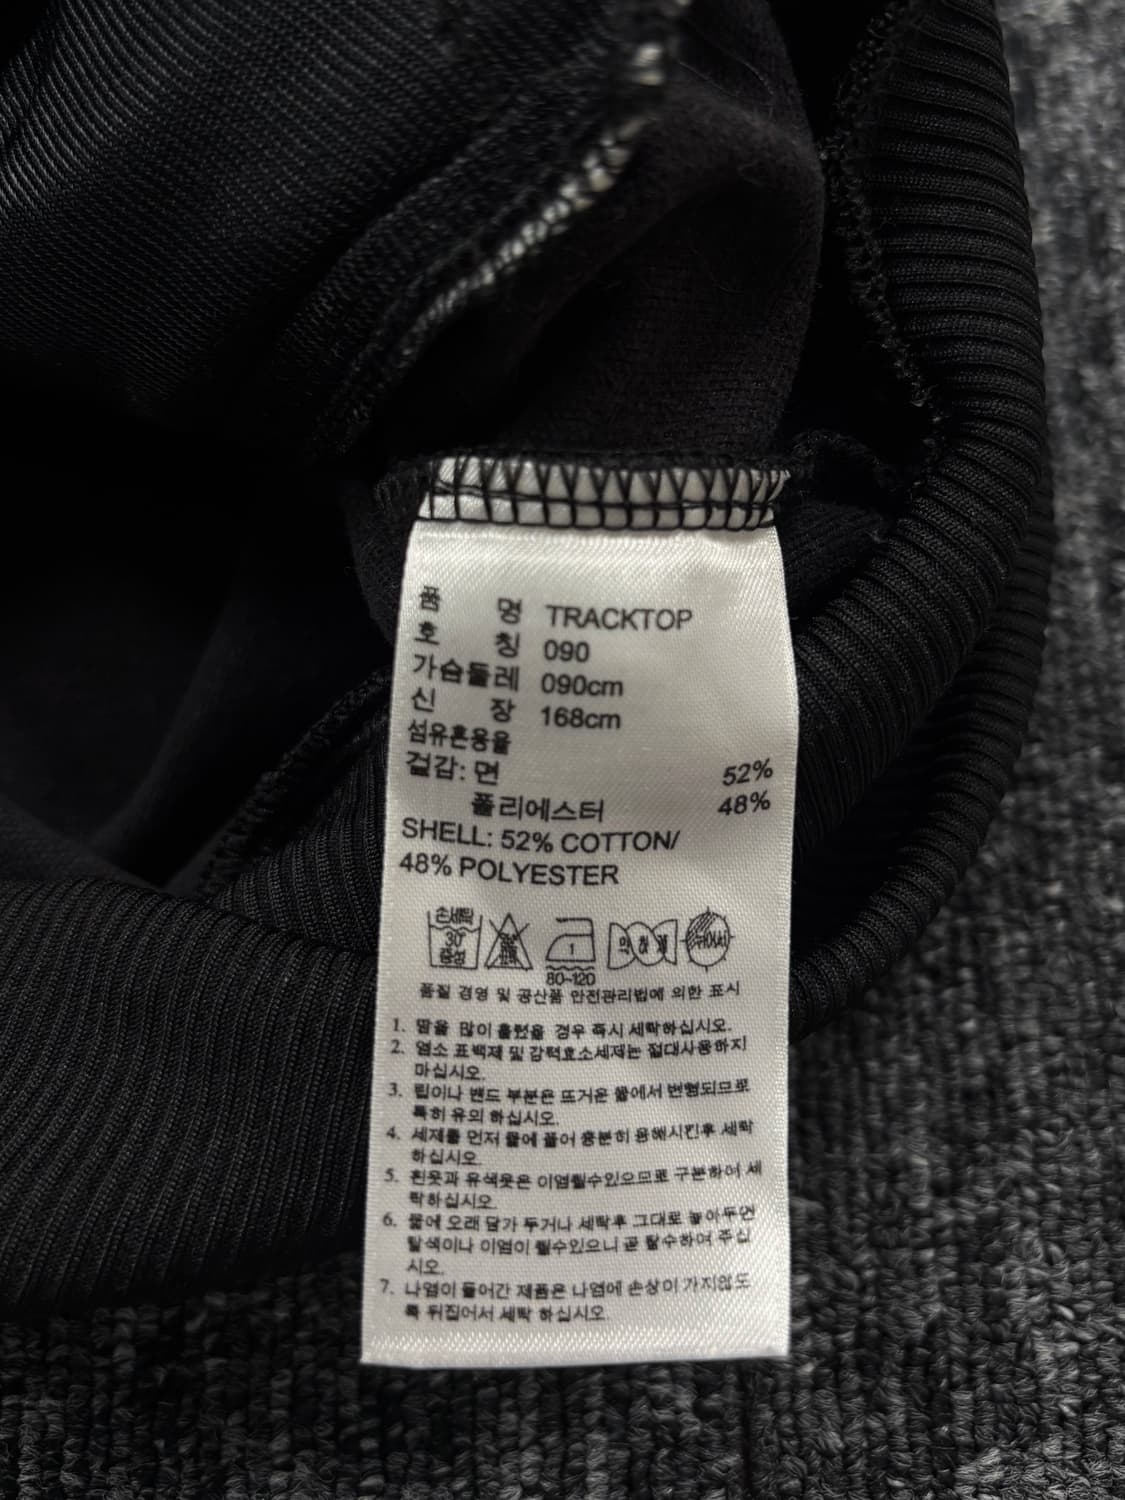 품 명 TRACKTOP
호 칭 090
가슴둘레 090cm
신 장 168cm
섬유혼용율
겉감: 면 52%
폴리에스터 48%
SHELL: 52% COTTON/
48% POLYESTER
손세탁
30°
중성
1
80~120
약하게
뉘어서
품질 경영 및 공산품 안전관리법에 의한 표시
1. 땀을 많이 흘렸을 경우 즉시 세탁하십시오.
2. 염소 표백제 및 강력효소세제는 절대사용하지
마십시오.
3. 립이나 밴드 부분은 뜨거운 물에서 변형되므로
특히 유의 하십시오.
4. 세제를 먼저 물에 풀어 충분히 용해시킨후 세탁
하십시오.
5. 흰옷과 유색옷은 이염될수있으므로 구분하여 세
탁하십시오.
6. 물에 오래 담가 두거나 세탁후 그대로 놓아두면
탈색이나 이염이 될수있으니 곧 탈수하여 주십
시오.
7. 나염이 들어간 제품은 나염에 손상이 가지않도
록 뒤집어서 세탁 하십시오.